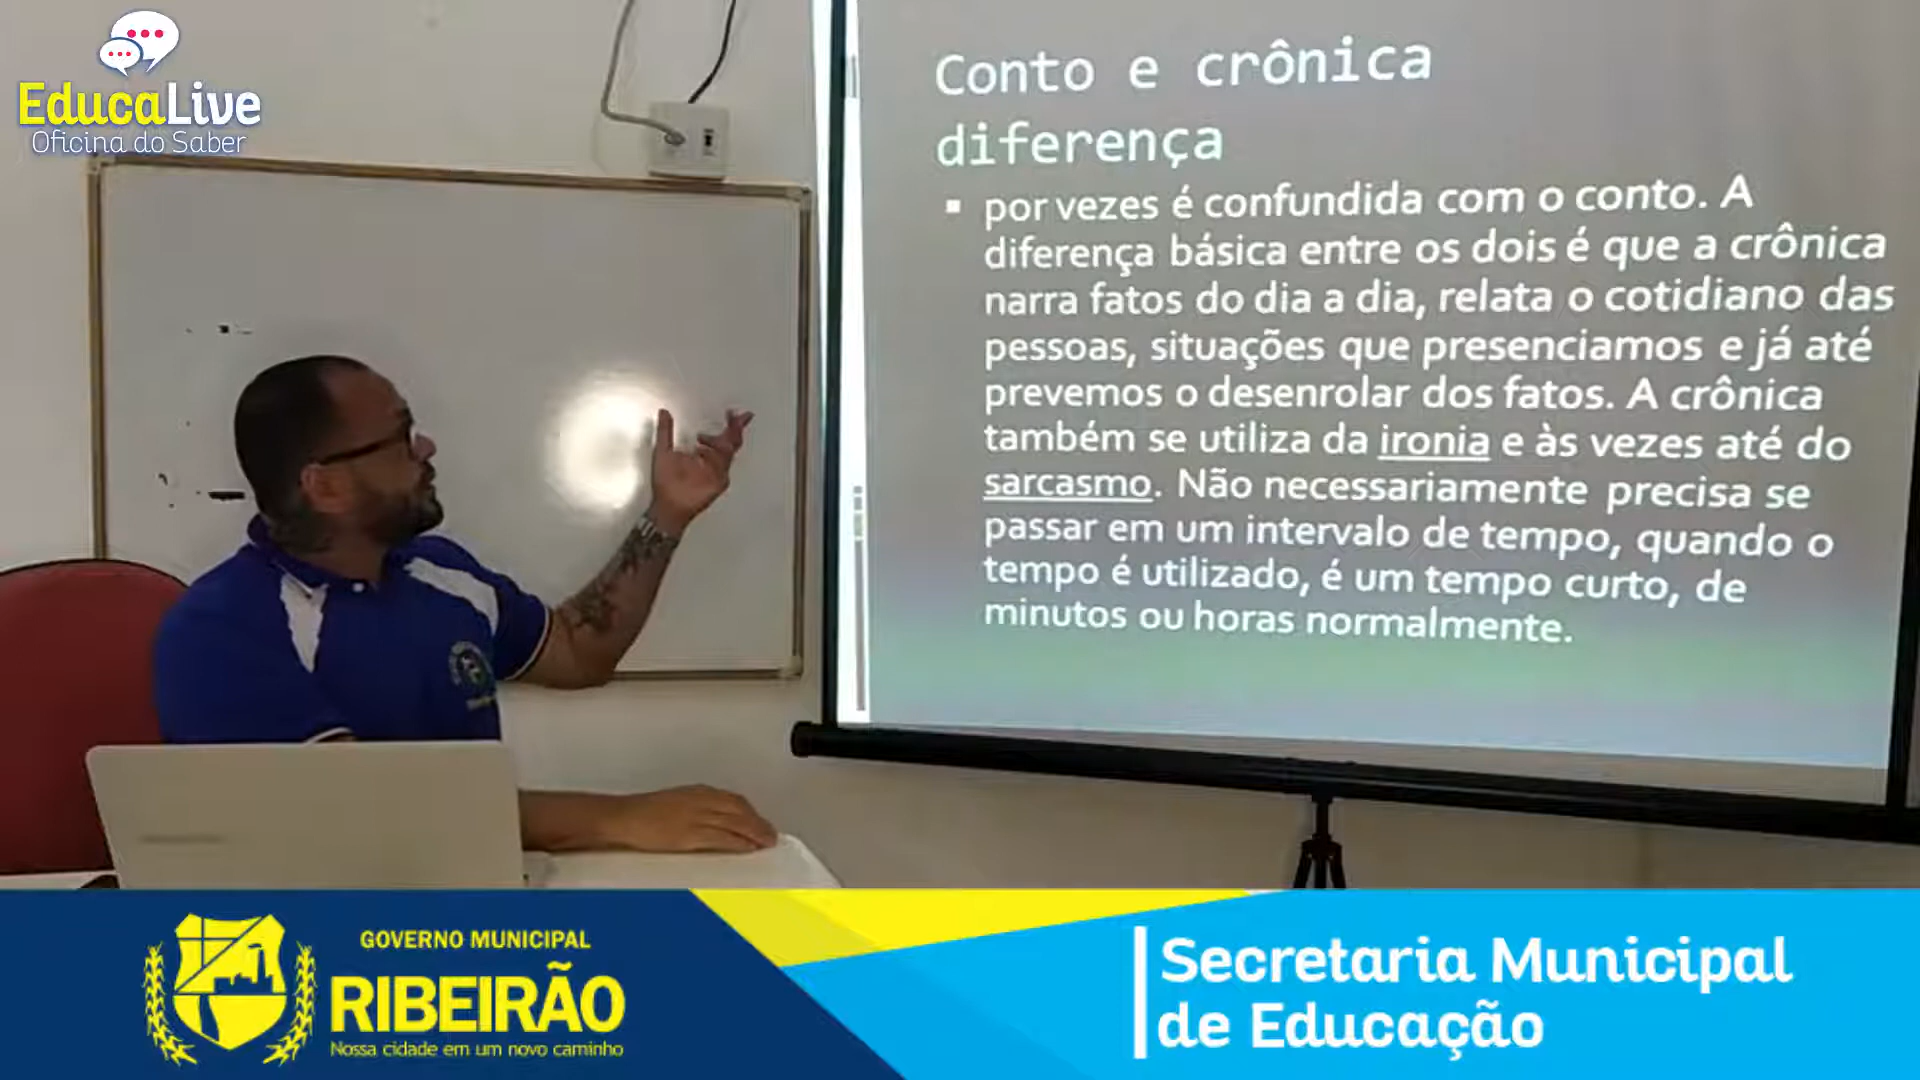 EducaLive
Oficina do Saber
Conto e crônica
diferença
▪ por vezes é confundida com o conto. A
diferença básica entre os dois é que a crônica
narra fatos do dia a dia, relata o cotidiano das
pessoas, situações que presenciamos e já até
prevemos o desenrolar dos fatos. A crônica
também se utiliza da ironia e às vezes até do
sarcasmo. Não necessariamente precisa se
passar em um intervalo de tempo, quando o
tempo é utilizado, é um tempo curto, de
minutos ou horas normalmente.
GOVERNO MUNICIPAL
RIBEIRÃO
Nossa cidade em um novo caminho
Secretaria Municipal
de Educação